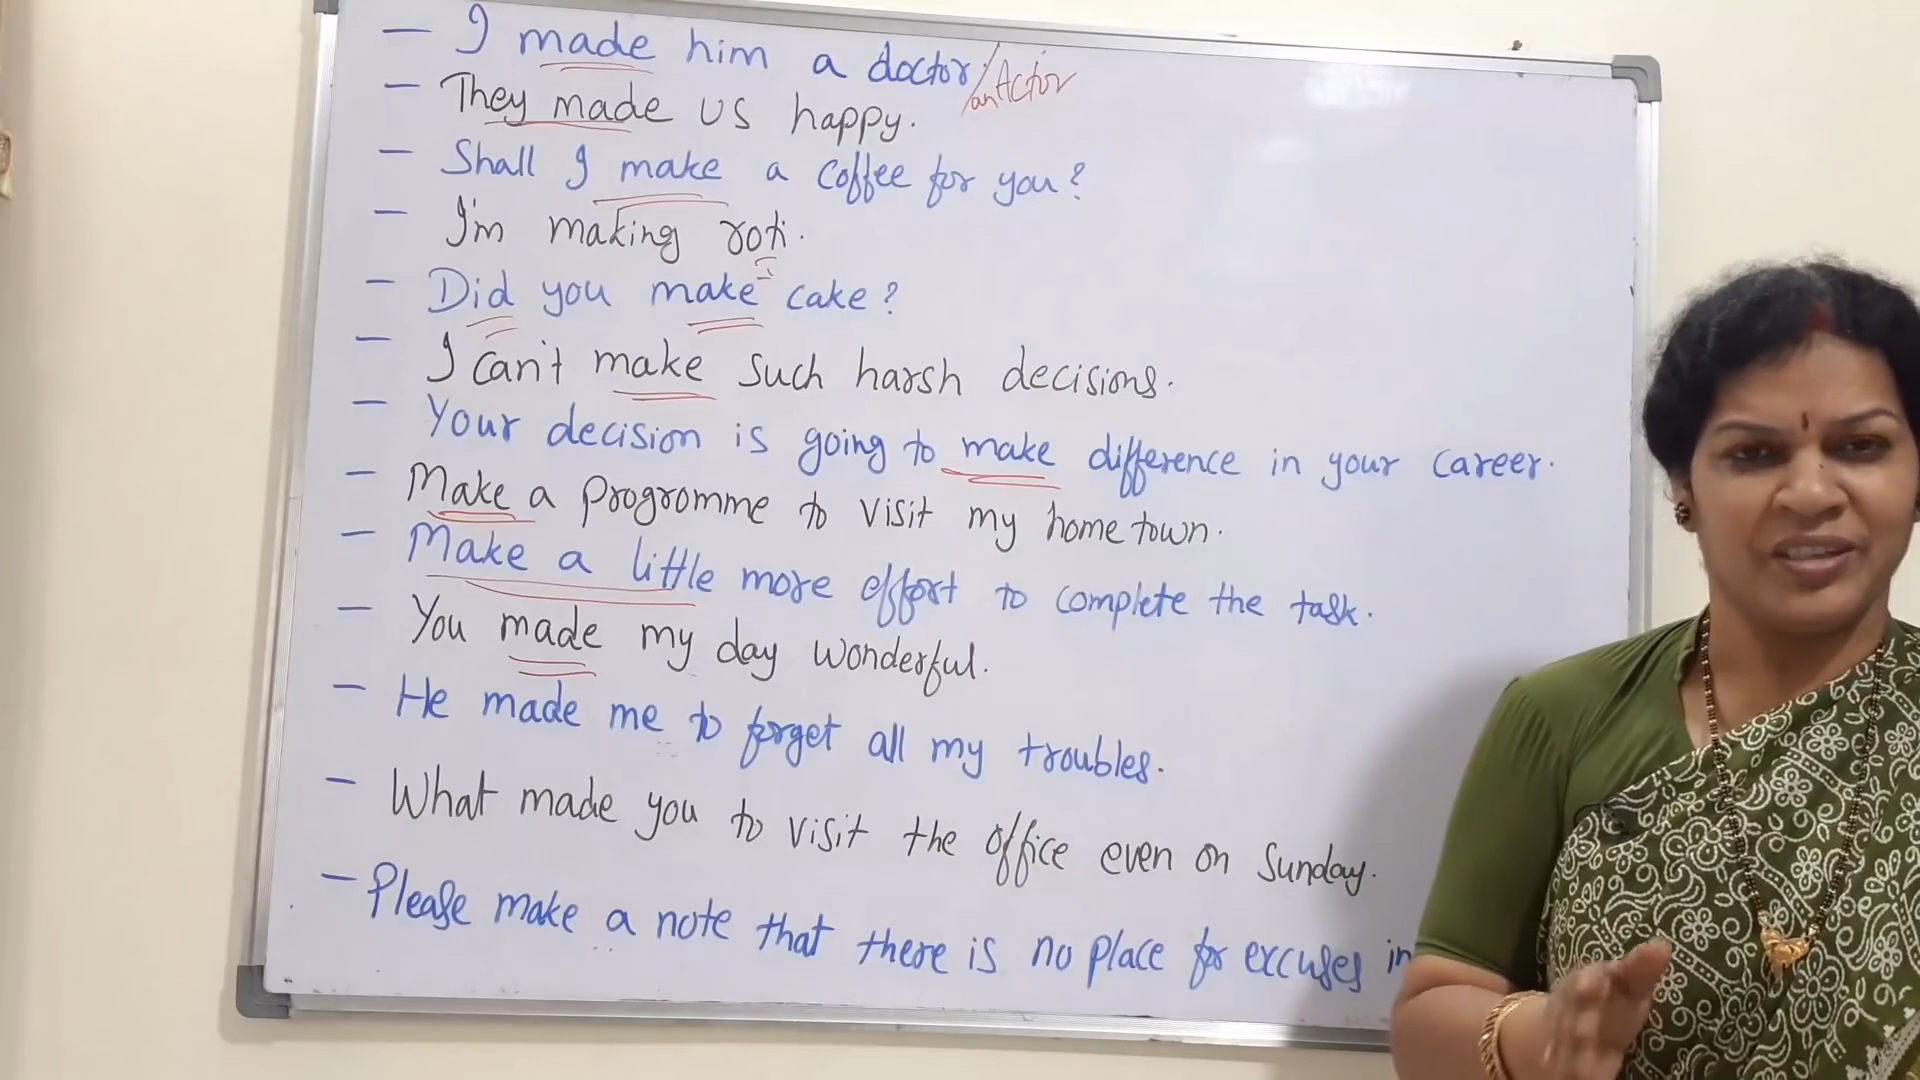 — I made him a doctor / an Actor
— They made us happy.
— Shall I make a coffee for you?
— I'm making roti.
— Did you make cake?
— I can't make such harsh decisions.
— Your decision is going to make difference in your career.
— Make a programme to visit my home town.
— Make a little more effort to complete the task.
— You made my day wonderful.
— He made me to forget all my troubles.
— What made you to visit the office even on Sunday.
— Please make a note that there is no place for excuses in